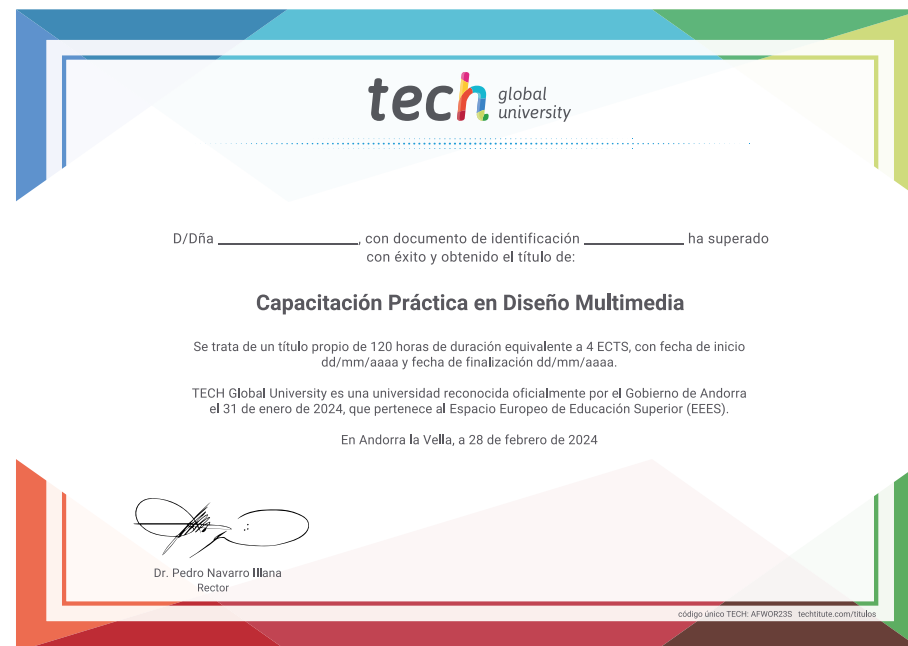 tech global university
D/Dña ____________________, con documento de identificación ______________ ha superado
con éxito y obtenido el título de:
Capacitación Práctica en Diseño Multimedia
Se trata de un título propio de 120 horas de duración equivalente a 4 ECTS, con fecha de inicio
dd/mm/aaaa y fecha de finalización dd/mm/aaaa.
TECH Global University es una universidad reconocida oficialmente por el Gobierno de Andorra
el 31 de enero de 2024, que pertenece al Espacio Europeo de Educación Superior (EEES).
En Andorra la Vella, a 28 de febrero de 2024
Dr. Pedro Navarro Illana
Rector
código único TECH: AFWOR23S techtitute.com/titulos